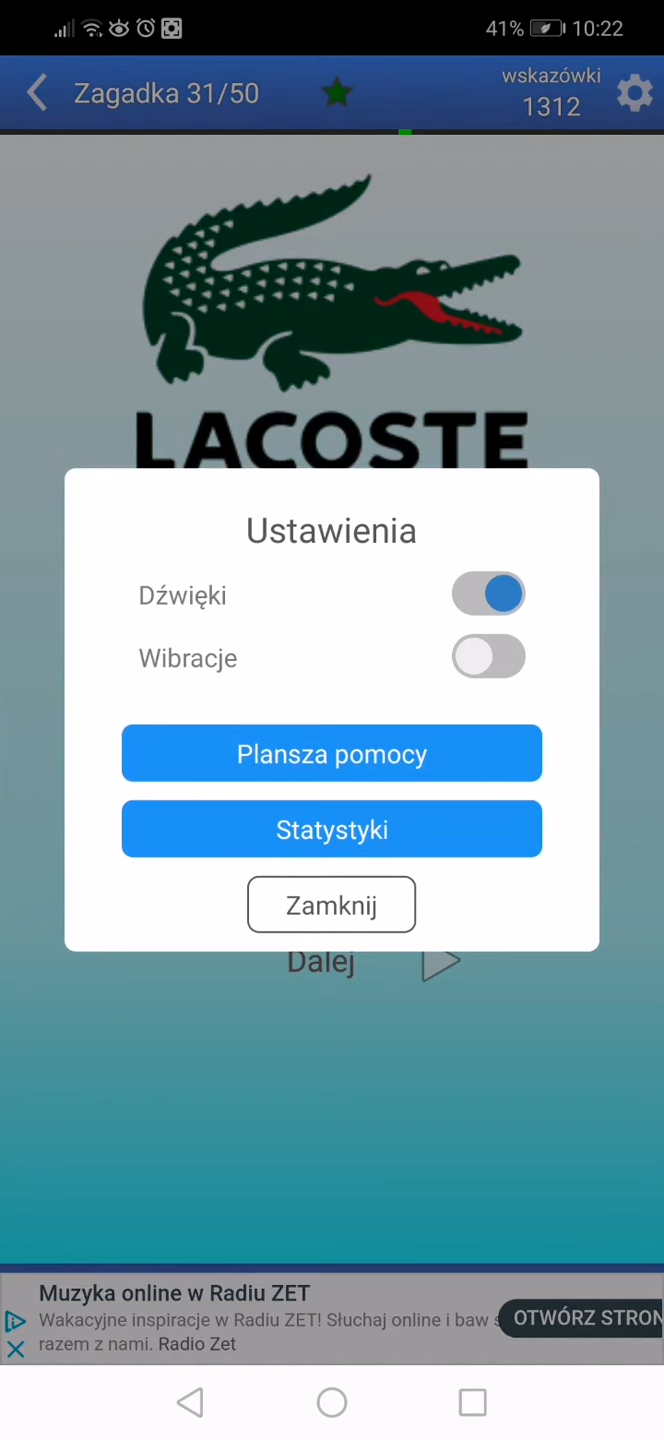 41% 10:22
Zagadka 31/50
wskazówki
1312
LACOSTE
Ustawienia
Dźwięki
Wibracje
Plansza pomocy
Statystyki
Zamknij
Dalej
Muzyka online w Radiu ZET
Wakacyjne inspiracje w Radiu ZET! Słuchaj online i baw s
razem z nami. Radio Zet
OTWÓRZ STRON